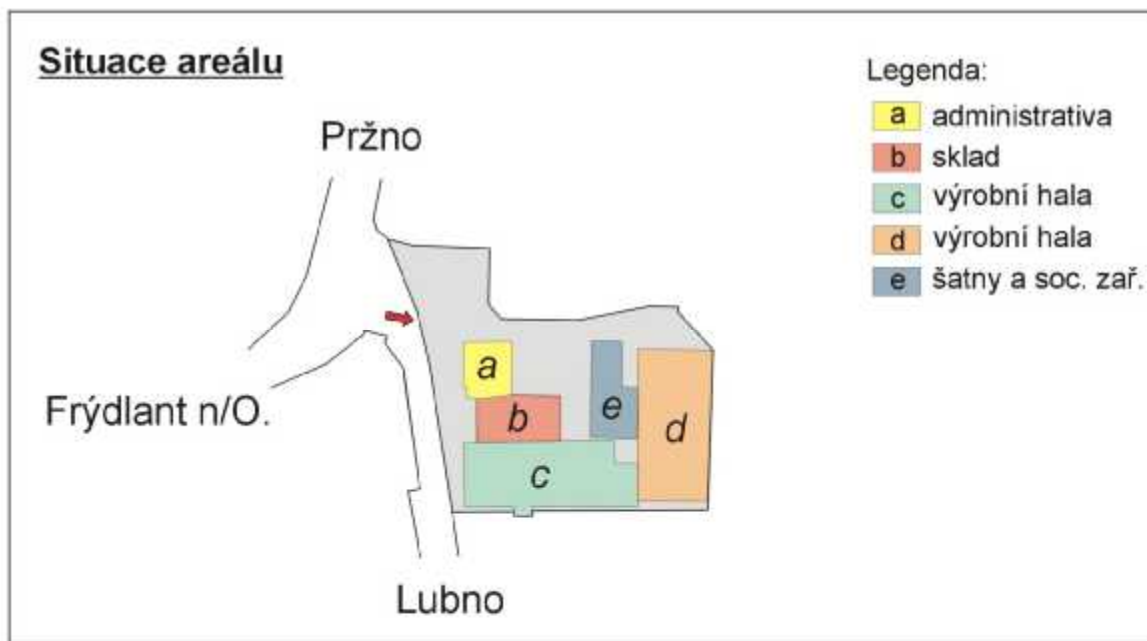 Situace areálu
Pržno
Frýdlant n/O.
Lubno
a
b
c
d
e
Legenda:
a administrativa
b sklad
c výrobní hala
d výrobní hala
e šatny a soc. zař.